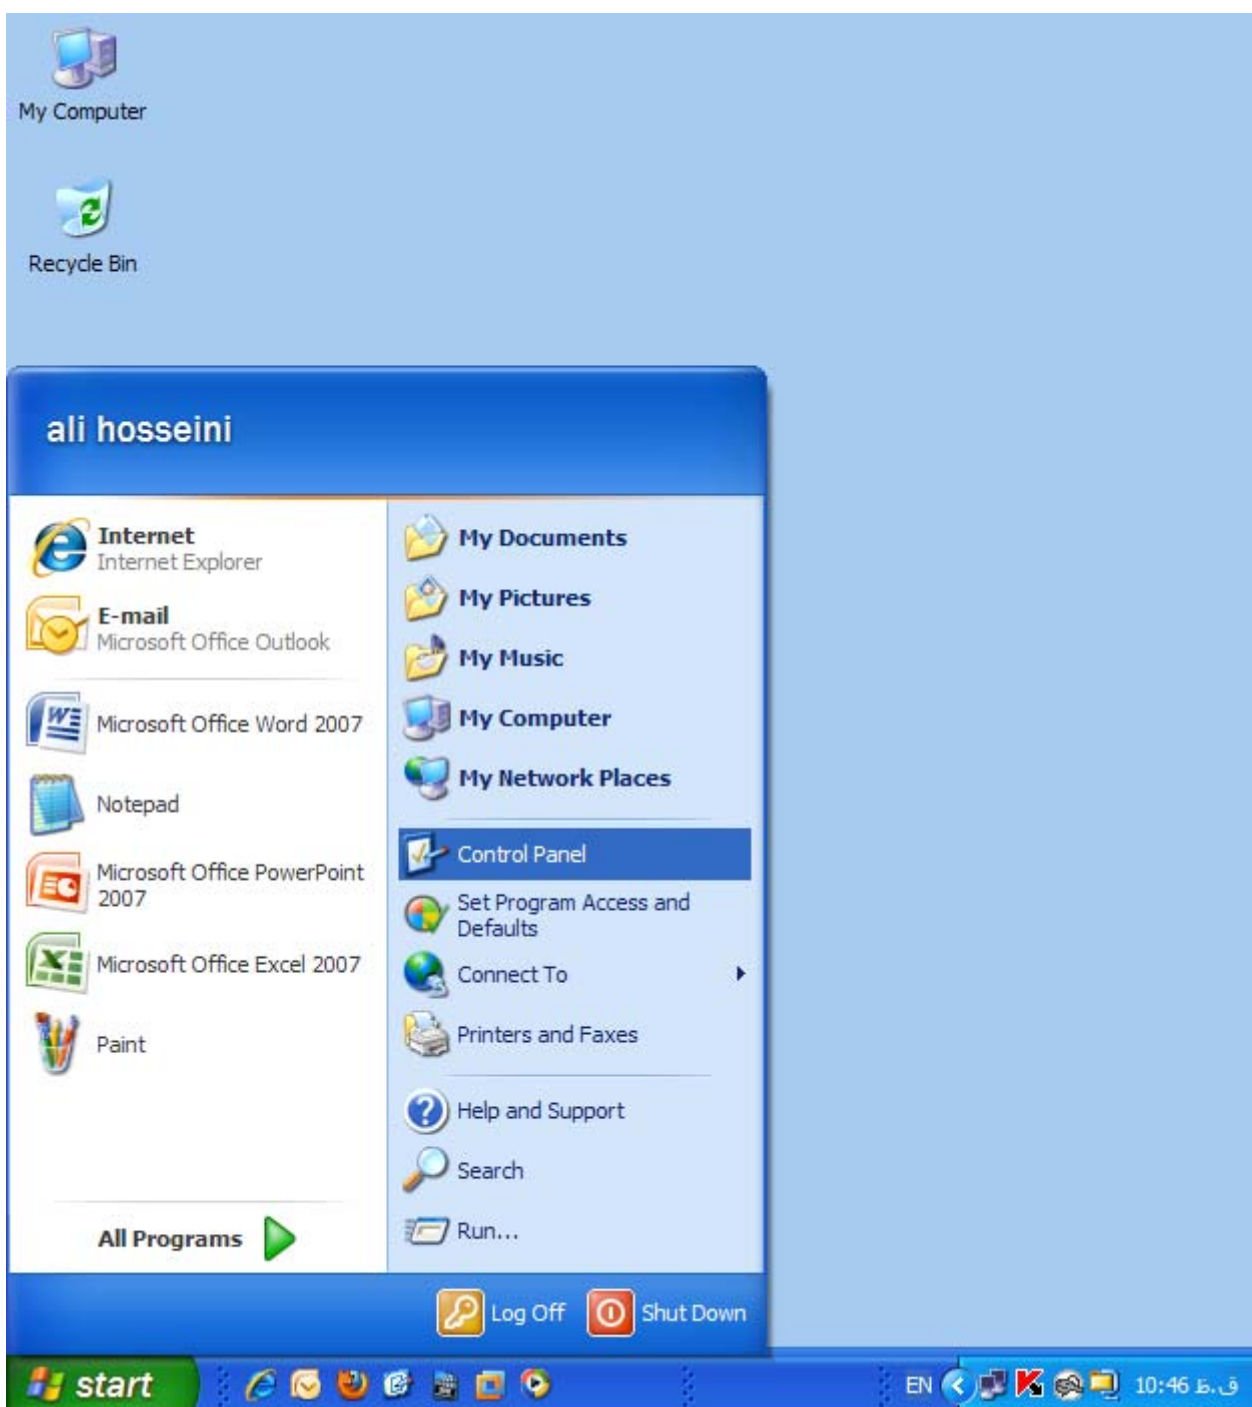 My Computer
Recycle Bin
ali hosseini
Internet
Internet Explorer
E-mail
Microsoft Office Outlook
Microsoft Office Word 2007
Notepad
Microsoft Office PowerPoint
2007
Microsoft Office Excel 2007
Paint
All Programs
My Documents
My Pictures
My Music
My Computer
My Network Places
Control Panel
Set Program Access and
Defaults
Connect To
Printers and Faxes
Help and Support
Search
Run...
Log Off
Shut Down
start
EN
10:46 ق.ظ